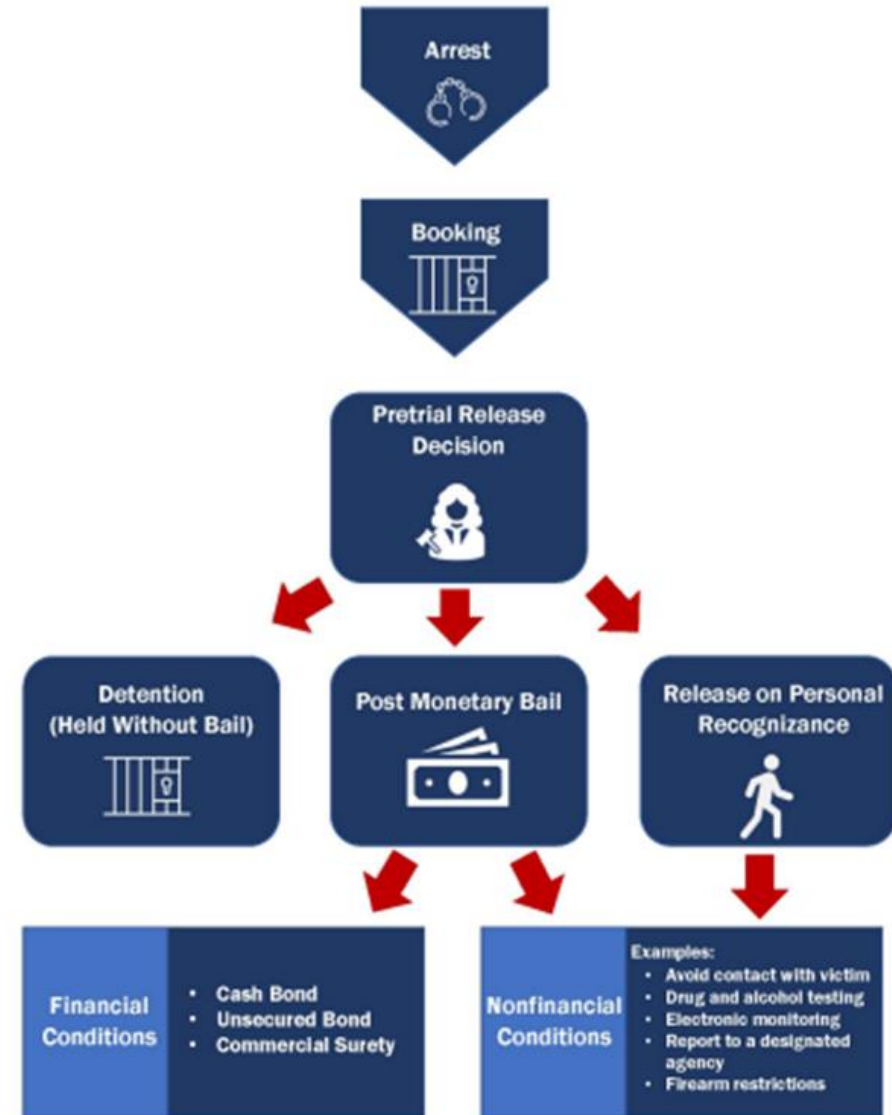 Arrest
Booking
Pretrial Release
Decision
Detention
(Held Without Bail)
Post Monetary Bail
Release on Personal
Recognizance
Financial
Conditions
• Cash Bond
• Unsecured Bond
• Commercial Surety
Nonfinancial
Conditions
Examples:
• Avoid contact with victim
• Drug and alcohol testing
• Electronic monitoring
• Report to a designated
agency
• Firearm restrictions